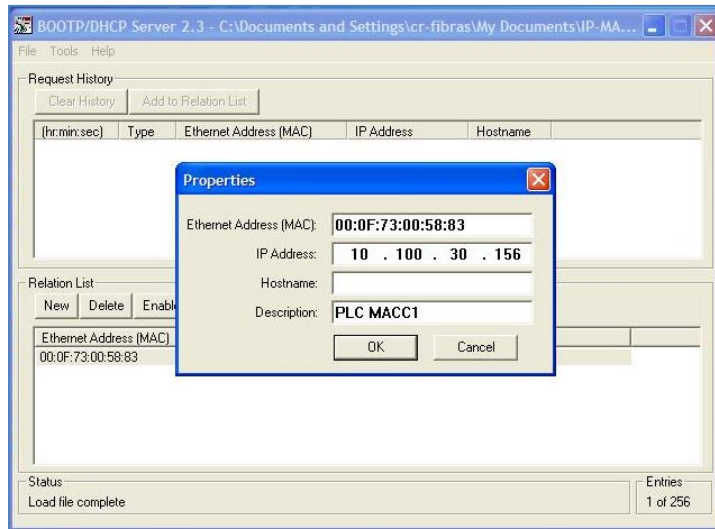 BOOTP/DHCP Server 2.3 - C:\Documents and Settings\cr-fibras\My Documents\IP-MA...
File Tools Help
Request History
Clear History Add to Relation List
(hr:min:sec) Type Ethernet Address (MAC) IP Address Hostname
Properties
Ethernet Address (MAC): 00:0F:73:00:58:83
IP Address: 10 . 100 . 30 . 156
Hostname:
Description: PLC MACC1
OK Cancel
Relation List
New Delete Enabl
Ethernet Address (MAC)
00:0F:73:00:58:83
Status
Load file complete
Entries
1 of 256